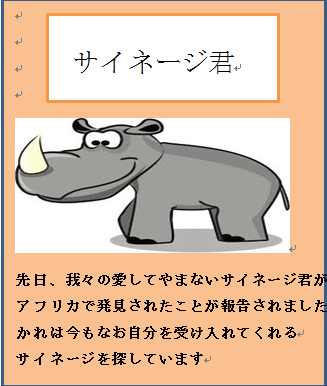 サイネージ君
先日、我々の愛してやまないサイネージ君が
アフリカで発見されたことが報告されました
かれは今もなお自分を受け入れてくれる
サイネージを探しています